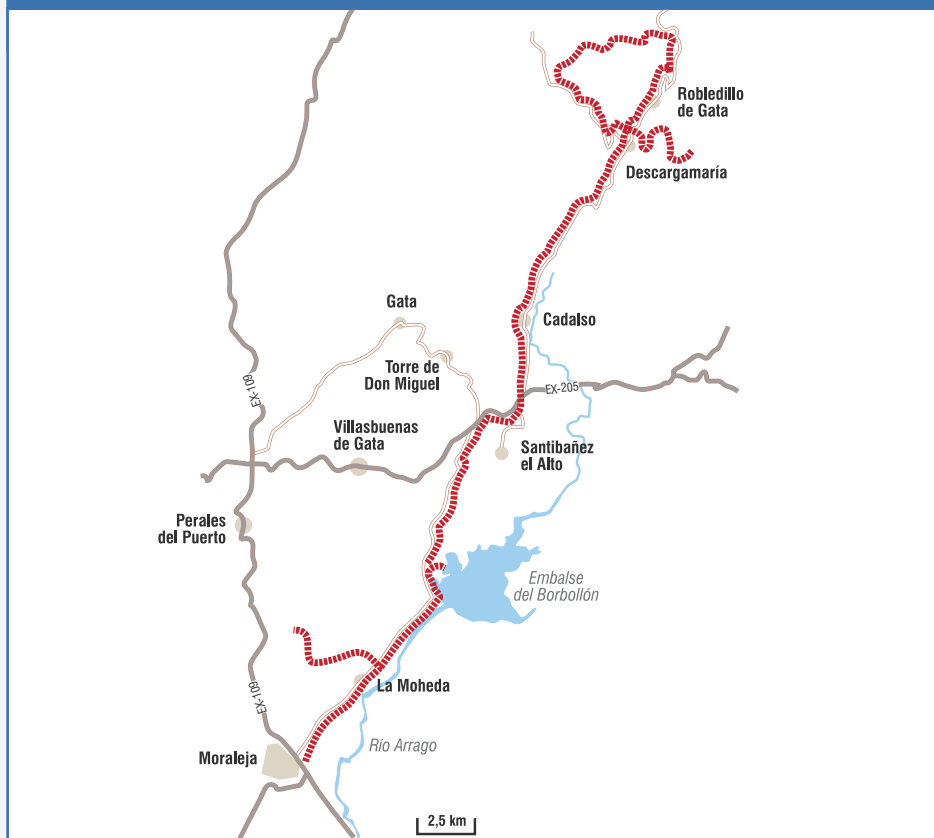 Robledillo
de Gata
Descargamaría
Gata
Cadalso
Torre de
Don Miguel
EX-109
EX-205
Villasbuenas
de Gata
Santibañez
el Alto
Perales
del Puerto
Embalse
del Borbollón
La Moheda
EX-109
Río Arrago
Moraleja
2,5 km